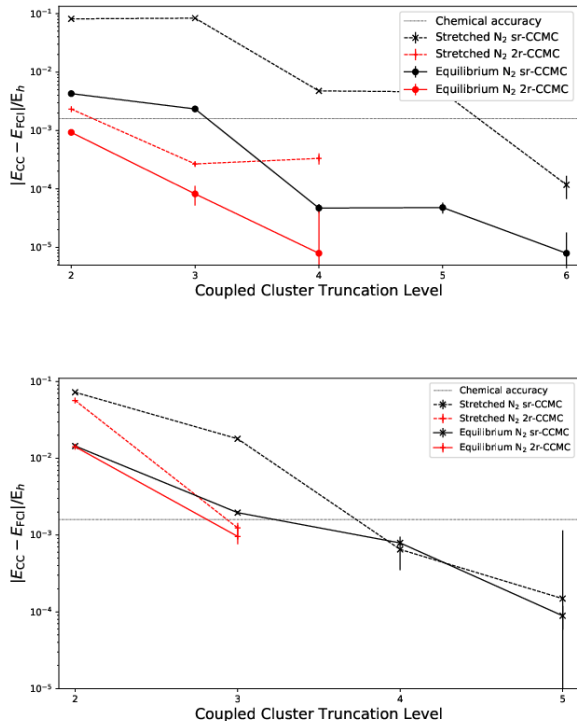 10⁻¹
10⁻²
10⁻³
10⁻⁴
10⁻⁵
|E_CC − E_FCI|/E_h
Chemical accuracy
Stretched N₂ sr-CCMC
Stretched N₂ 2r-CCMC
Equilibrium N₂ sr-CCMC
Equilibrium N₂ 2r-CCMC
2 3 4 5 6
Coupled Cluster Truncation Level
10⁻¹
10⁻²
10⁻³
10⁻⁴
10⁻⁵
|E_CC − E_FCI|/E_h
Chemical accuracy
Stretched N₂ sr-CCMC
Stretched N₂ 2r-CCMC
Equilibrium N₂ sr-CCMC
Equilibrium N₂ 2r-CCMC
2 3 4 5
Coupled Cluster Truncation Level